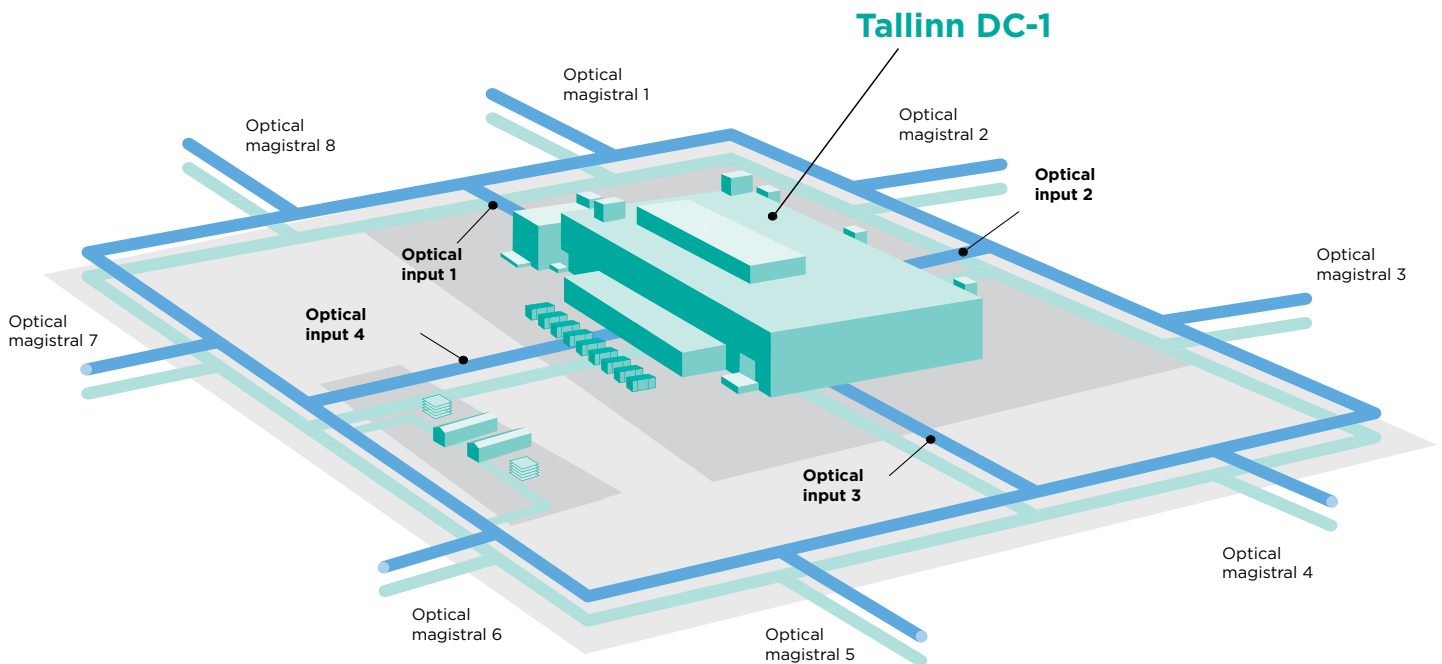 Tallinn DC-1
Optical
magistral 1
Optical
magistral 2
Optical
magistral 8
Optical
input 2
Optical
input 1
Optical
magistral 3
Optical
input 4
Optical
magistral 7
Optical
input 3
Optical
magistral 4
Optical
magistral 6
Optical
magistral 5